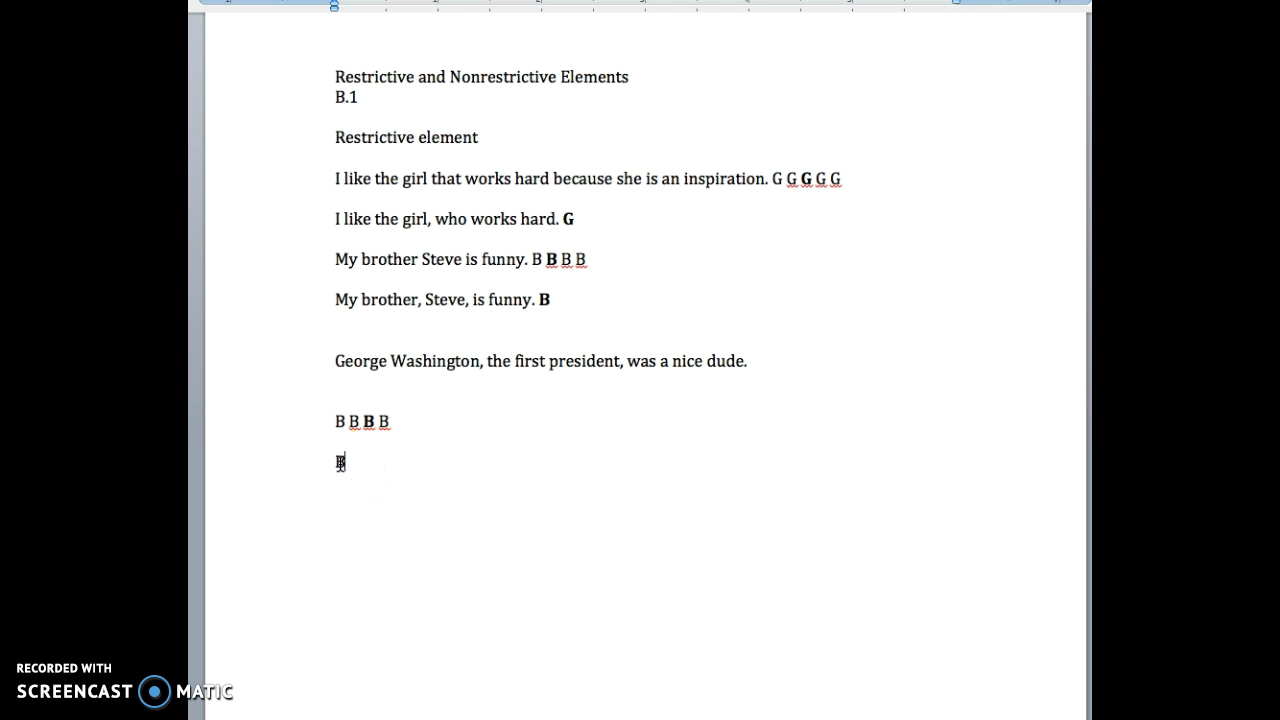 Restrictive and Nonrestrictive Elements
B.1
Restrictive element
I like the girl that works hard because she is an inspiration. G G G G G
I like the girl, who works hard. G
My brother Steve is funny. B B B B
My brother, Steve, is funny. B
George Washington, the first president, was a nice dude.
B B B B
B
RECORDED WITH
SCREENCAST MATIC